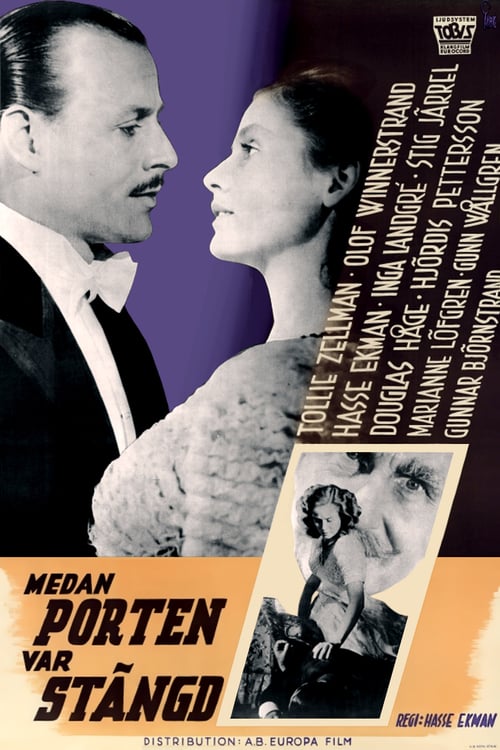 LJUDSYSTEM
TOBIS
KLANGFILM
EUROCORD
TOLLIE ZELLMAN · OLOF WINNERSTRAND
HASSE EKMAN · INGA LANDGRÉ · STIG JÄRREL
DOUGLAS HÅGE · HJÖRDIS PETTERSSON
MARIANNE LÖFGREN · GUNN WÅLLGREN
GUNNAR BJÖRNSTRAND
MEDAN
PORTEN
VAR
STÄNGD
REGI: HASSE EKMAN
DISTRIBUTION: A.B. EUROPA FILM